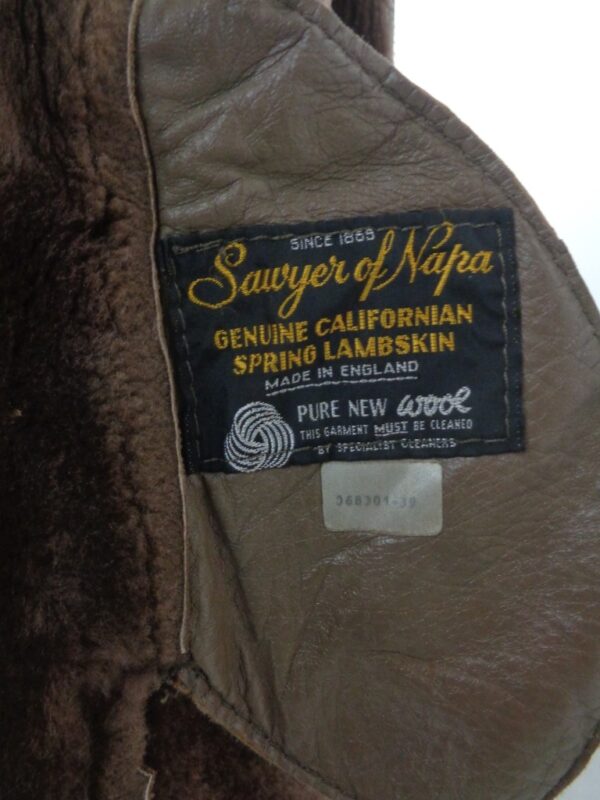 SINCE 1869
Sawyer of Napa
GENUINE CALIFORNIAN
SPRING LAMBSKIN
MADE IN ENGLAND
PURE NEW wool
THIS GARMENT MUST BE CLEANED
BY SPECIALIST CLEANERS